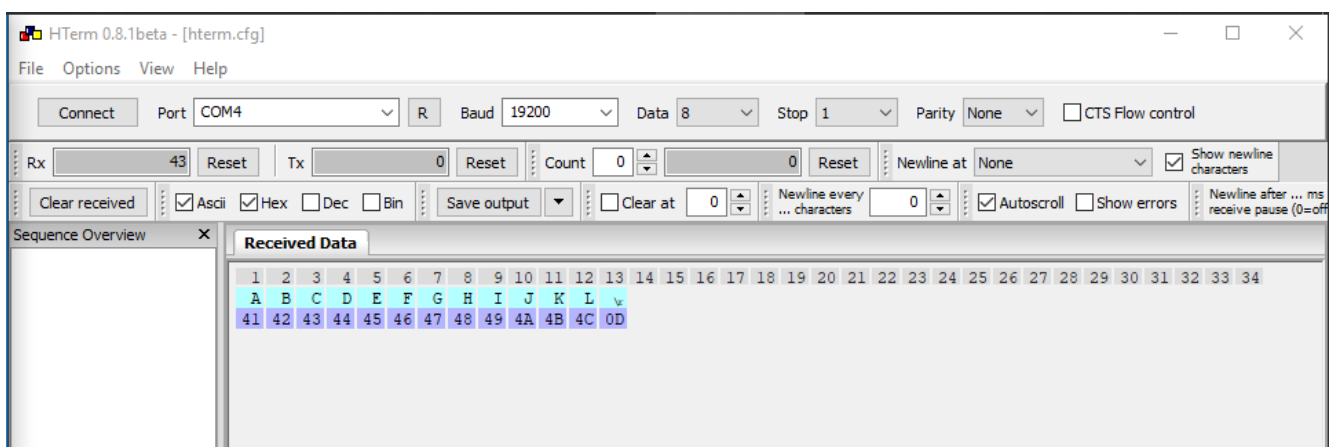 HTerm 0.8.1beta - [hterm.cfg]
File Options View Help
Connect Port COM4 R Baud 19200 Data 8 Stop 1 Parity None CTS Flow control
Rx 43 Reset Tx 0 Reset Count 0 0 Reset Newline at None Show newline characters
Clear received Ascii Hex Dec Bin Save output Clear at 0 Newline every ... characters 0 Autoscroll Show errors Newline after ... ms receive pause (0=off
Sequence Overview X Received Data
1 2 3 4 5 6 7 8 9 10 11 12 13 14 15 16 17 18 19 20 21 22 23 24 25 26 27 28 29 30 31 32 33 34
A B C D E F G H I J K L \r
41 42 43 44 45 46 47 48 49 4A 4B 4C 0D